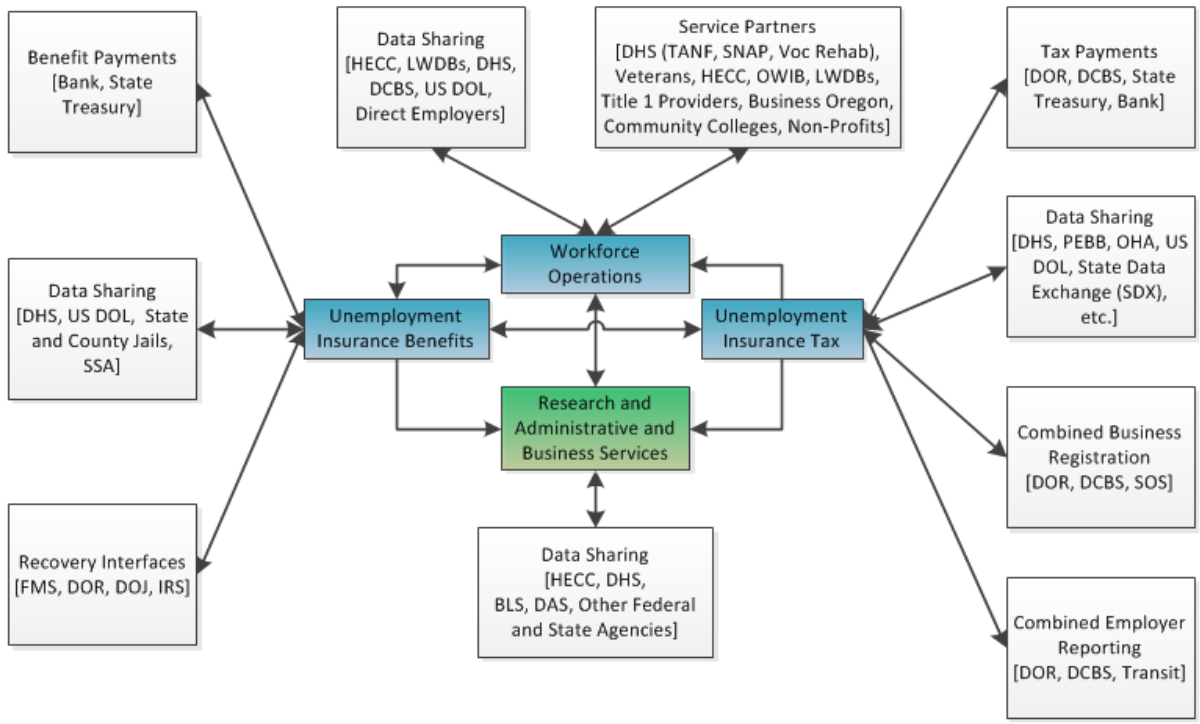 Benefit Payments
[Bank, State
Treasury]
Data Sharing
[HECC, LWDBs, DHS,
DCBS, US DOL,
Direct Employers]
Service Partners
[DHS (TANF, SNAP, Voc Rehab),
Veterans, HECC, OWIB, LWDBs,
Title 1 Providers, Business Oregon,
Community Colleges, Non-Profits]
Tax Payments
[DOR, DCBS, State
Treasury, Bank]
Data Sharing
[DHS, US DOL, State
and County Jails,
SSA]
Workforce
Operations
Unemployment
Insurance Benefits
Unemployment
Insurance Tax
Data Sharing
[DHS, PEBB, OHA, US
DOL, State Data
Exchange (SDX),
etc.]
Research and
Administrative and
Business Services
Combined Business
Registration
[DOR, DCBS, SOS]
Recovery Interfaces
[FMS, DOR, DOJ, IRS]
Data Sharing
[HECC, DHS,
BLS, DAS, Other Federal
and State Agencies]
Combined Employer
Reporting
[DOR, DCBS, Transit]